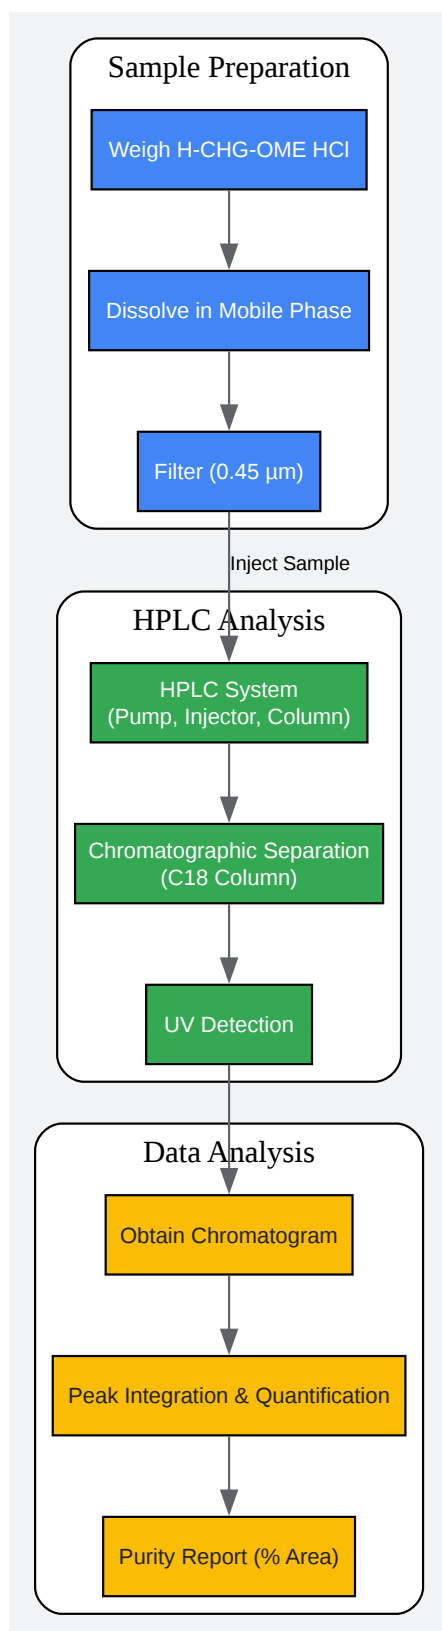 Sample Preparation
Weigh H-CHG-OME HCl
Dissolve in Mobile Phase
Filter (0.45 µm)
Inject Sample
HPLC Analysis
HPLC System
(Pump, Injector, Column)
Chromatographic Separation
(C18 Column)
UV Detection
Data Analysis
Obtain Chromatogram
Peak Integration & Quantification
Purity Report (% Area)